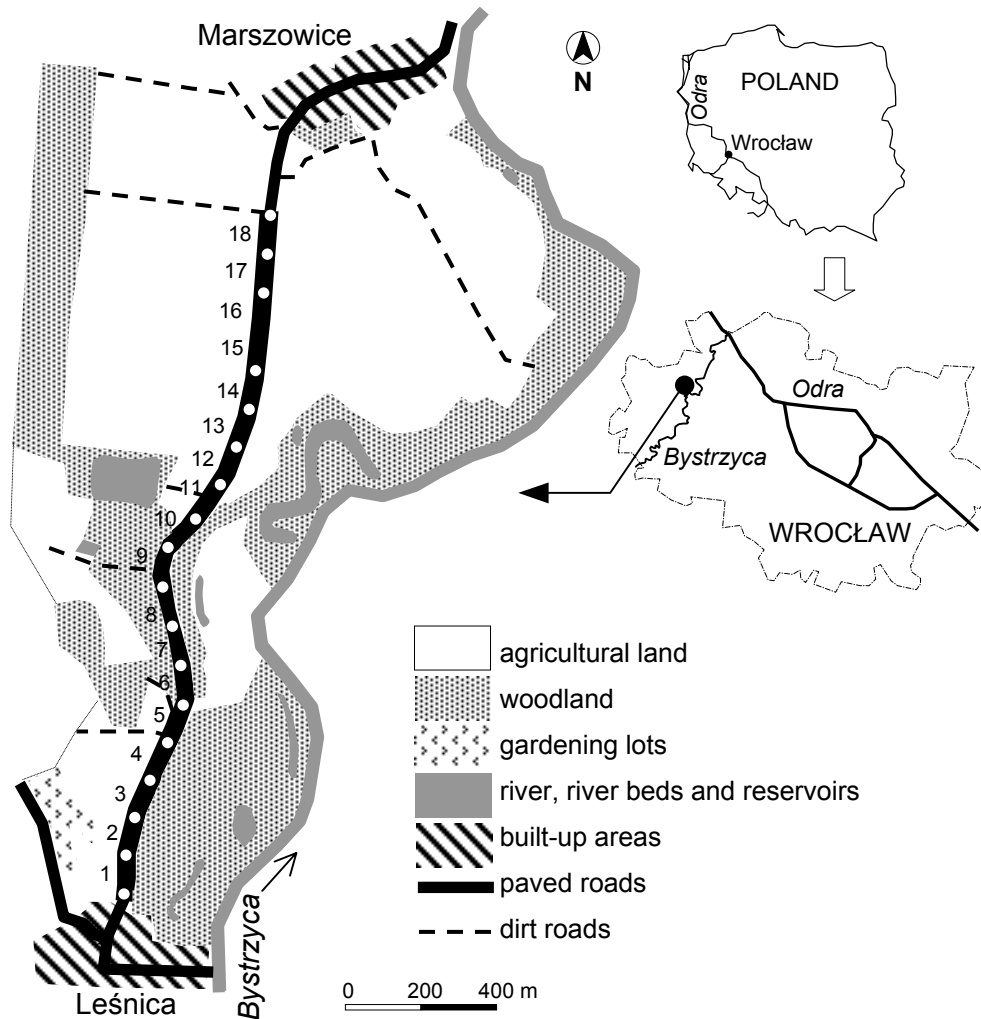 Marszowice
N
POLAND
Odra
Wrocław
18
17
16
15
14
13
12
11
10
9
8
7
6
5
4
3
2
1
Odra
Bystrzyca
WROCŁAW
agricultural land
woodland
gardening lots
river, river beds and reservoirs
built-up areas
paved roads
dirt roads
Bystrzyca
Leśnica
0 200 400 m